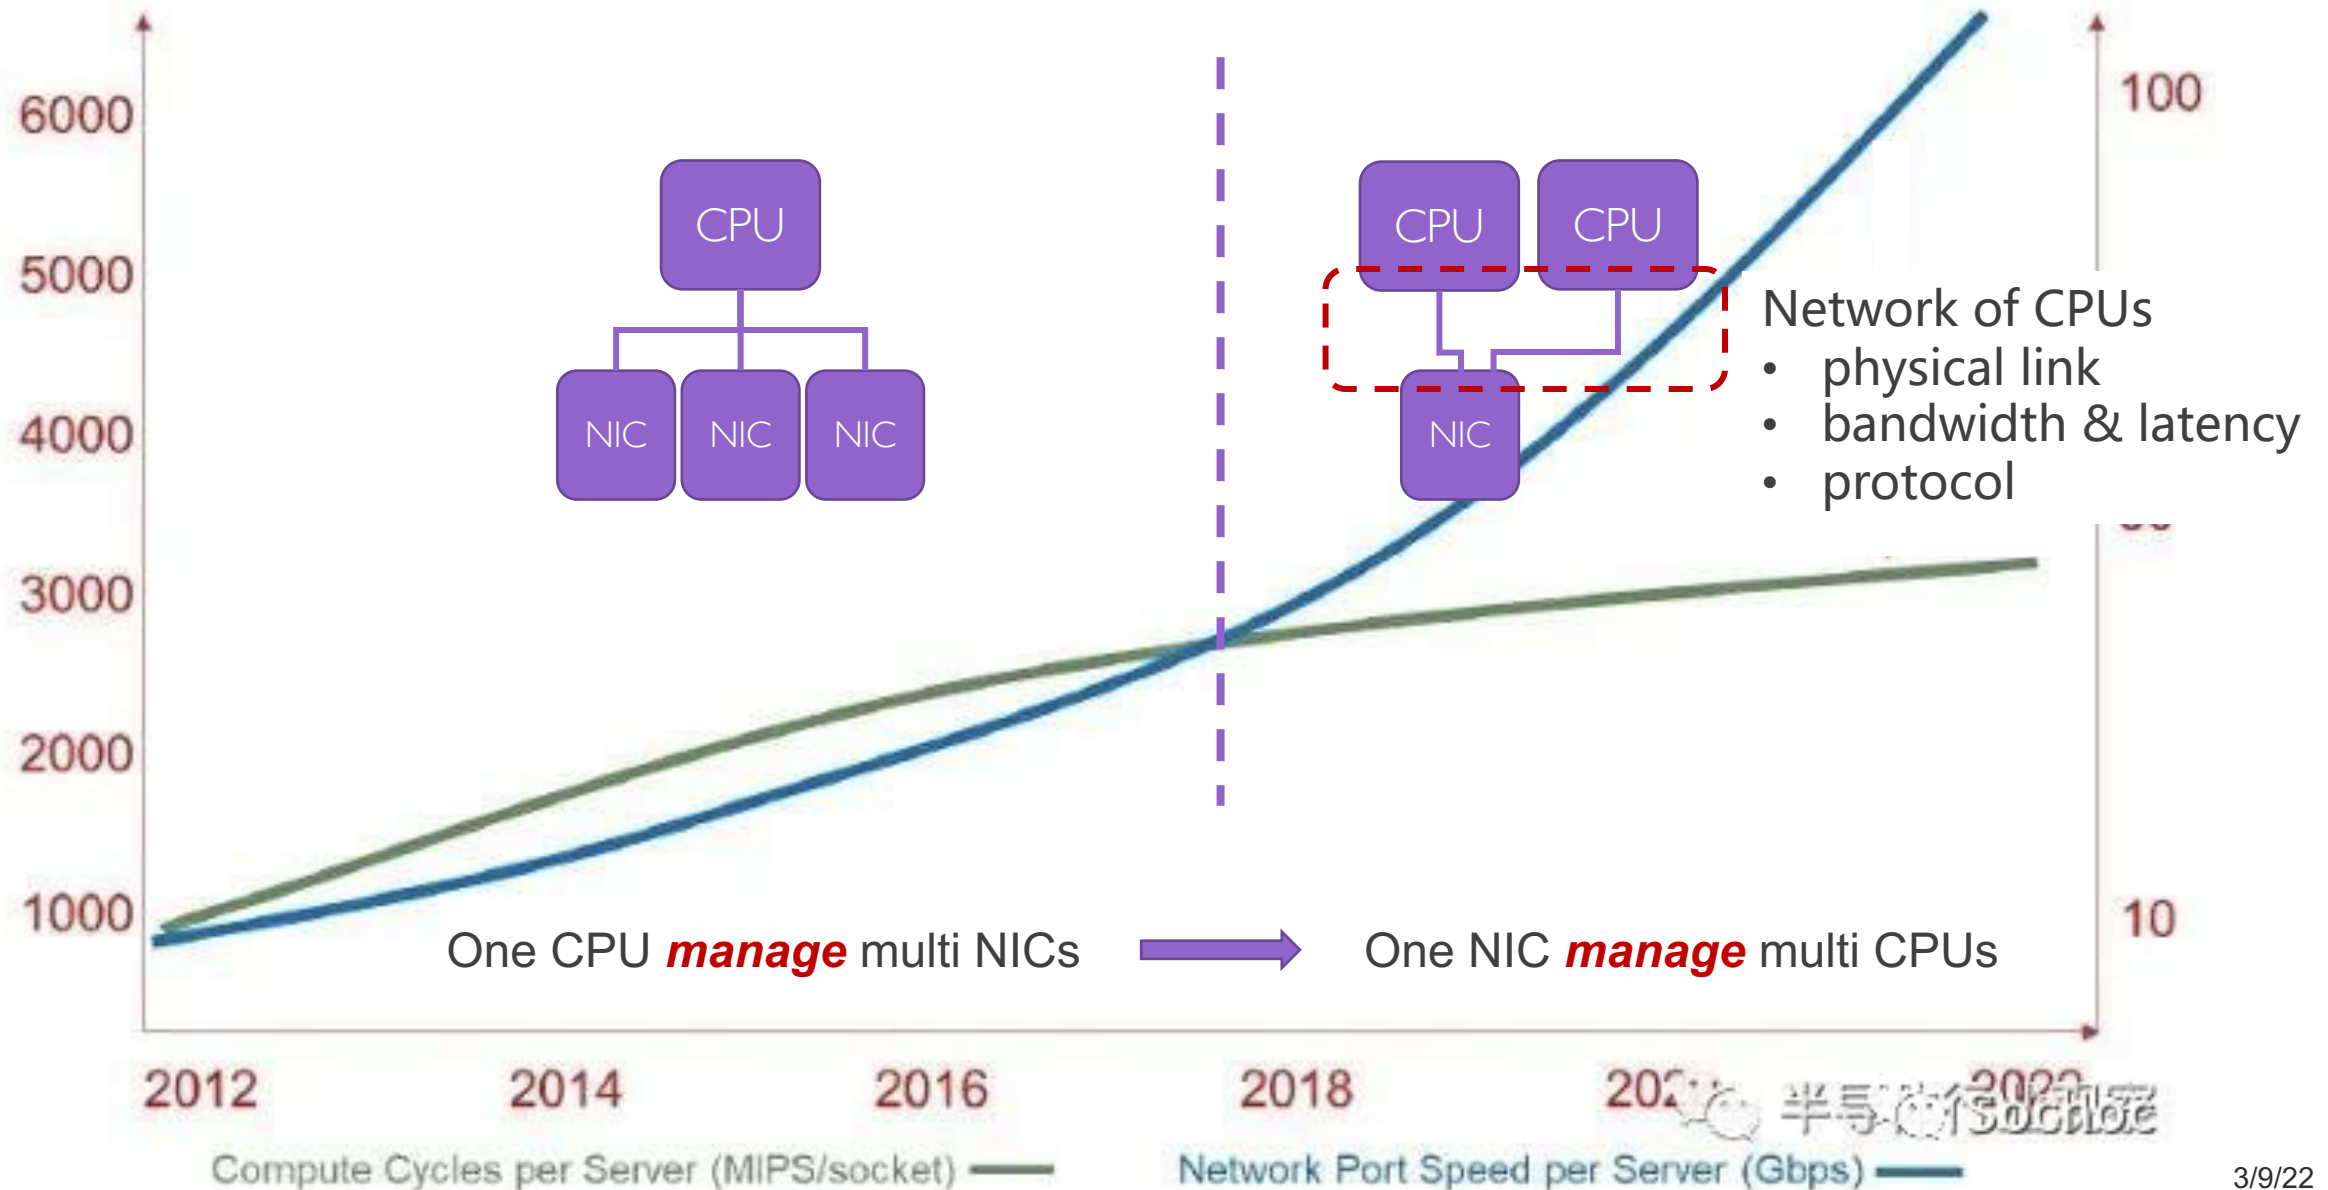 6000
5000
4000
3000
2000
1000
100
10
CPU
NIC NIC NIC
CPU CPU
NIC
Network of CPUs
• physical link
• bandwidth & latency
• protocol
One CPU manage multi NICs
One NIC manage multi CPUs
2012 2014 2016 2018
Compute Cycles per Server (MIPS/socket)
Network Port Speed per Server (Gbps)
3/9/22